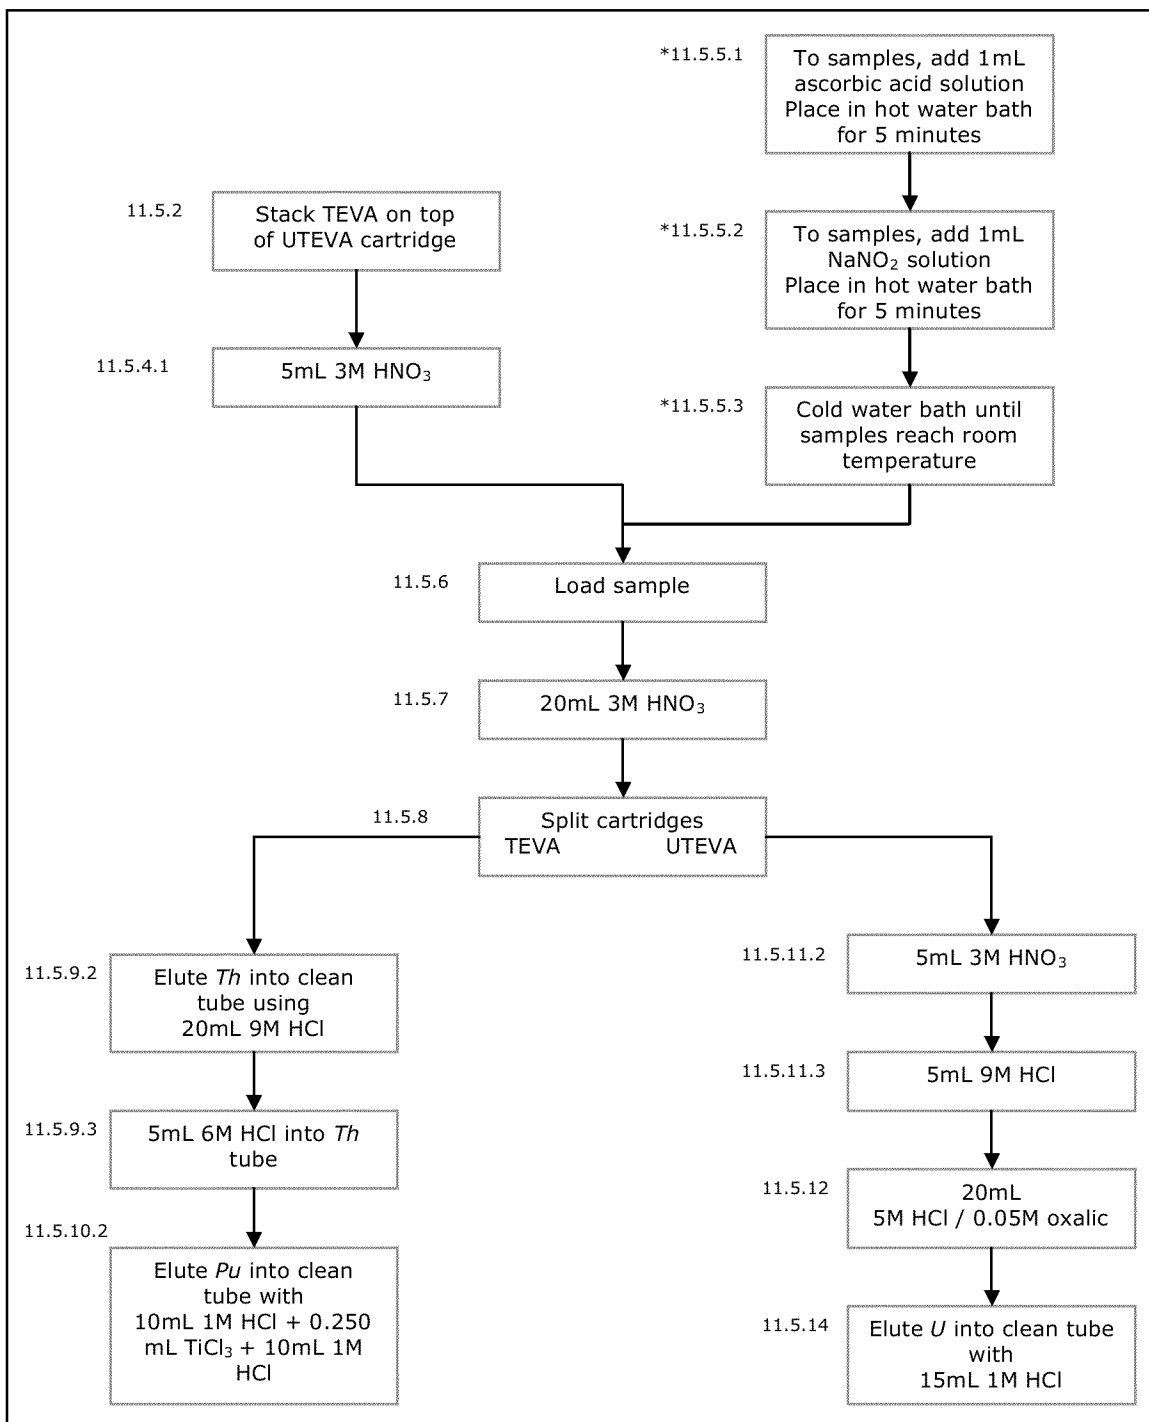 *11.5.5.1
To samples, add 1mL
ascorbic acid solution
Place in hot water bath
for 5 minutes
11.5.2
Stack TEVA on top
of UTEVA cartridge
*11.5.5.2
To samples, add 1mL
NaNO₂ solution
Place in hot water bath
for 5 minutes
11.5.4.1
5mL 3M HNO₃
*11.5.5.3
Cold water bath until
samples reach room
temperature
11.5.6
Load sample
11.5.7
20mL 3M HNO₃
11.5.8
Split cartridges
TEVA UTEVA
11.5.9.2
Elute Th into clean
tube using
20mL 9M HCl
11.5.9.3
5mL 6M HCl into Th
tube
11.5.10.2
Elute Pu into clean
tube with
10mL 1M HCl + 0.250
mL TiCl₃ + 10mL 1M
HCl
11.5.11.2
5mL 3M HNO₃
11.5.11.3
5mL 9M HCl
11.5.12
20mL
5M HCl / 0.05M oxalic
11.5.14
Elute U into clean tube
with
15mL 1M HCl